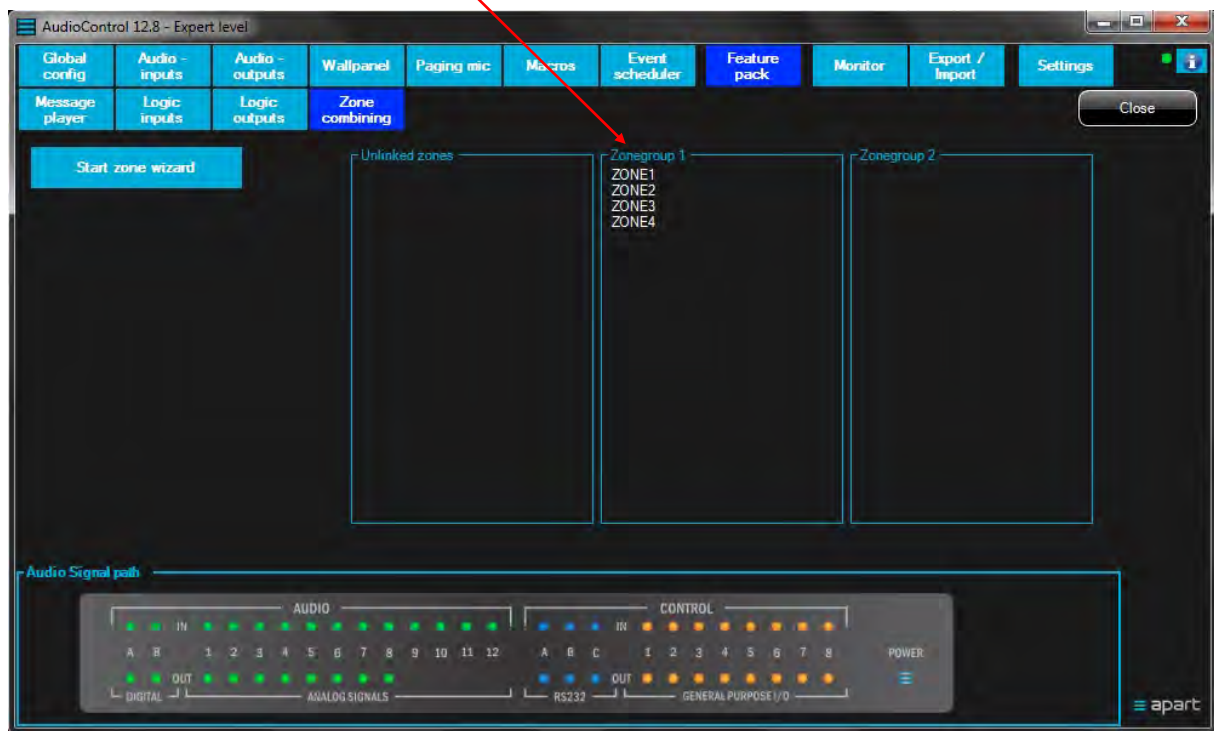 AudioControl 12.8 - Expert level
Global config
Audio - inputs
Audio - outputs
Wallpanel
Paging mic
Macros
Event scheduler
Feature pack
Monitor
Export / Import
Settings
i
Message player
Logic inputs
Logic outputs
Zone combining
Close
Start zone wizard
Unlinked zones
Zonegroup 1
Zonegroup 2
ZONE1
ZONE2
ZONE3
ZONE4
Audio Signal path
AUDIO CONTROL
IN IN
A B 1 2 3 4 5 6 7 8 9 10 11 12 A B C 1 2 3 4 5 6 7 8 POWER
OUT OUT
DIGITAL ANALOG SIGNALS RS232 GENERAL PURPOSE I/O
apart